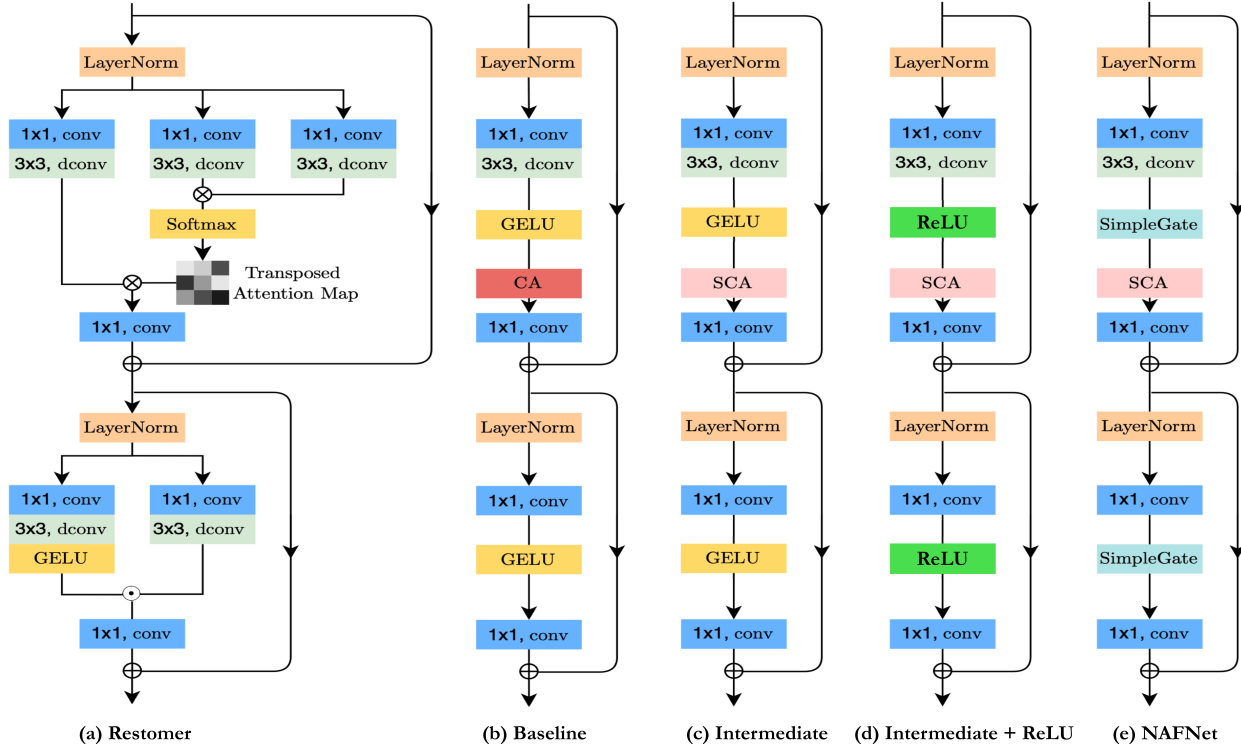 LayerNorm
1x1, conv
3x3, dconv
1x1, conv
3x3, dconv
1x1, conv
3x3, dconv
Softmax
Transposed
Attention Map
1x1, conv
LayerNorm
1x1, conv
3x3, dconv
GELU
1x1, conv
3x3, dconv
1x1, conv
(a) Restomer
LayerNorm
1x1, conv
3x3, dconv
GELU
CA
1x1, conv
LayerNorm
1x1, conv
GELU
1x1, conv
(b) Baseline
LayerNorm
1x1, conv
3x3, dconv
GELU
SCA
1x1, conv
LayerNorm
1x1, conv
GELU
1x1, conv
(c) Intermediate
LayerNorm
1x1, conv
3x3, dconv
ReLU
SCA
1x1, conv
LayerNorm
1x1, conv
ReLU
1x1, conv
(d) Intermediate + ReLU
LayerNorm
1x1, conv
3x3, dconv
SimpleGate
SCA
1x1, conv
LayerNorm
1x1, conv
SimpleGate
1x1, conv
(e) NAFNet